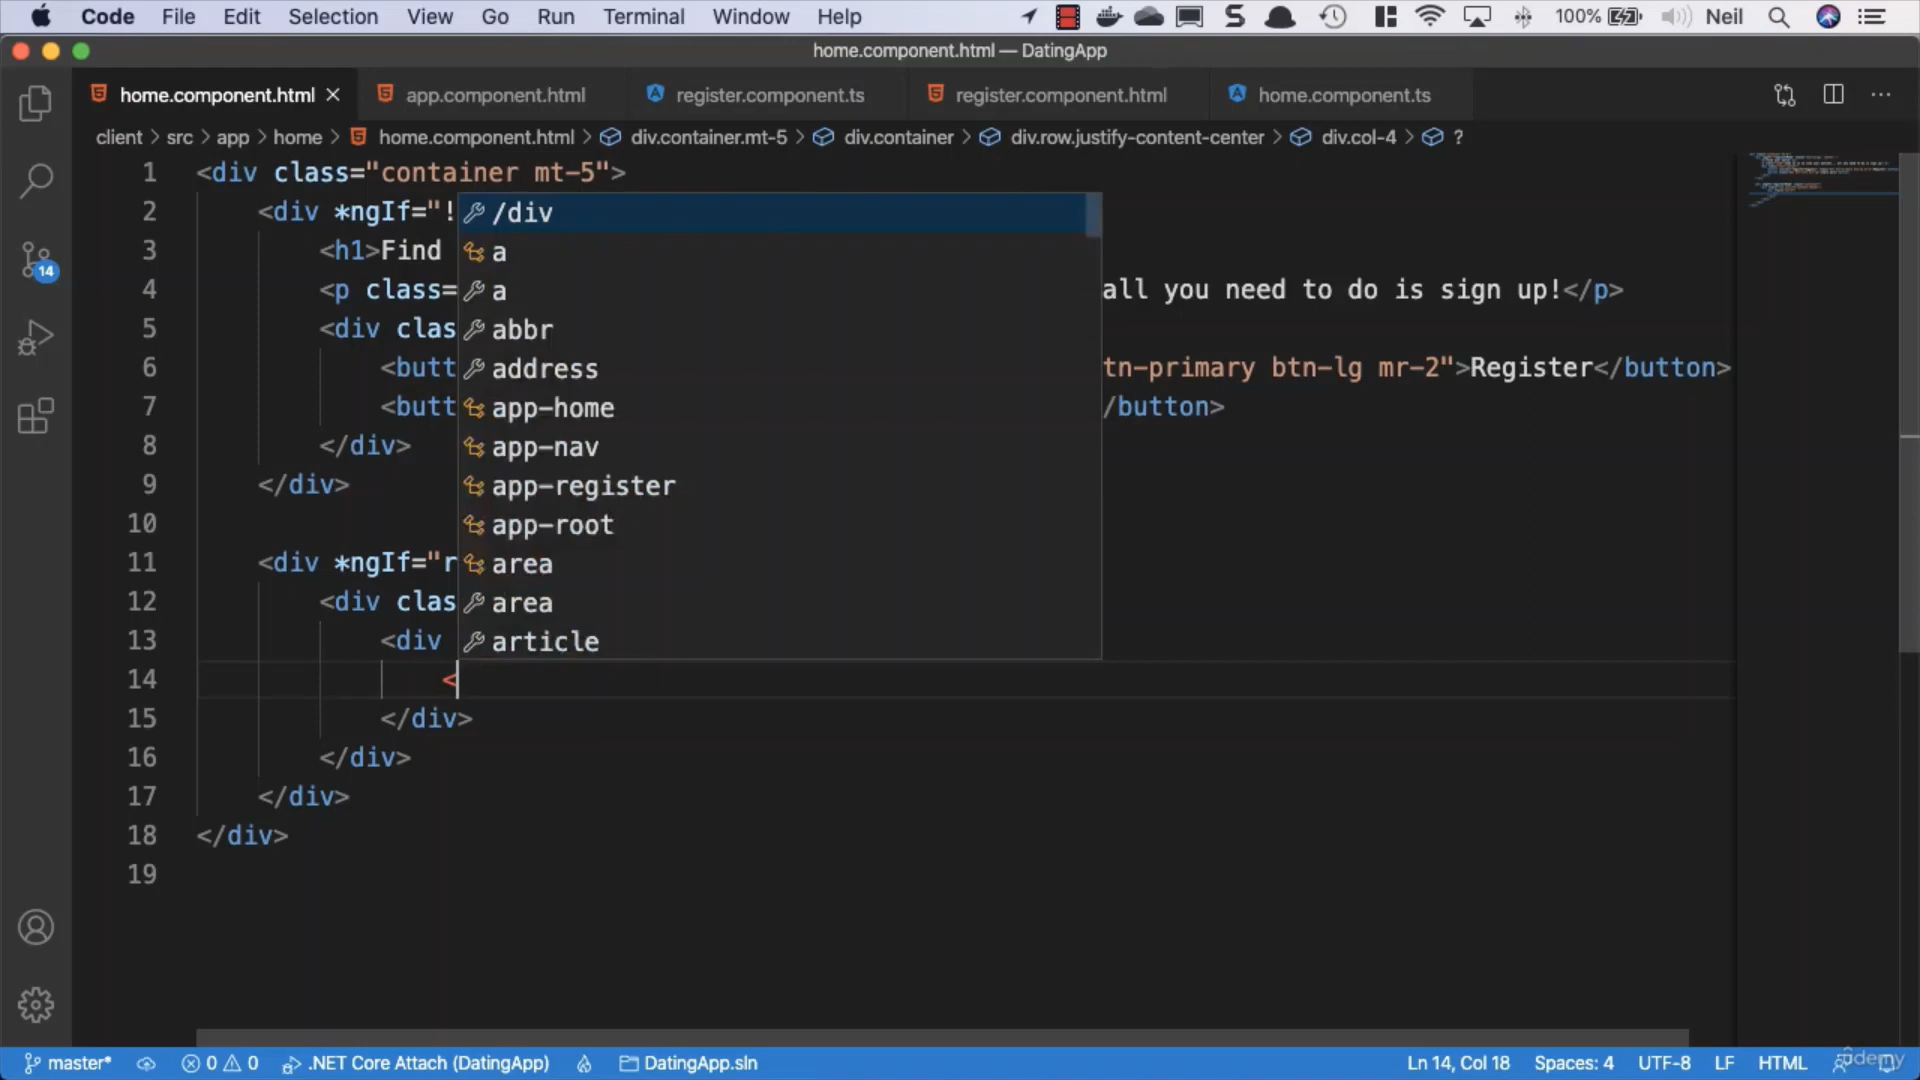 Code File Edit Selection View Go Run Terminal Window Help 100% Neil
home.component.html — DatingApp
home.component.html app.component.html register.component.ts register.component.html home.component.ts
client > src > app > home > home.component.html > div.container.mt-5 > div.container > div.row.justify-content-center > div.col-4 > ?
1 <div class="container mt-5">
2 <div *ngIf="! /div
3 <h1>Find a
4 <p class= a all you need to do is sign up!</p>
5 <div clas abbr
6 <butt address tn-primary btn-lg mr-2">Register</button>
7 <butt app-home /button>
8 </div> app-nav
9 </div> app-register
10 app-root
11 <div *ngIf="r area
12 <div clas area
13 <div article
14 <
15 </div>
16 </div>
17 </div>
18 </div>
19
14
master* 0 0 .NET Core Attach (DatingApp) DatingApp.sln Ln 14, Col 18 Spaces: 4 UTF-8 LF HTML
udemy